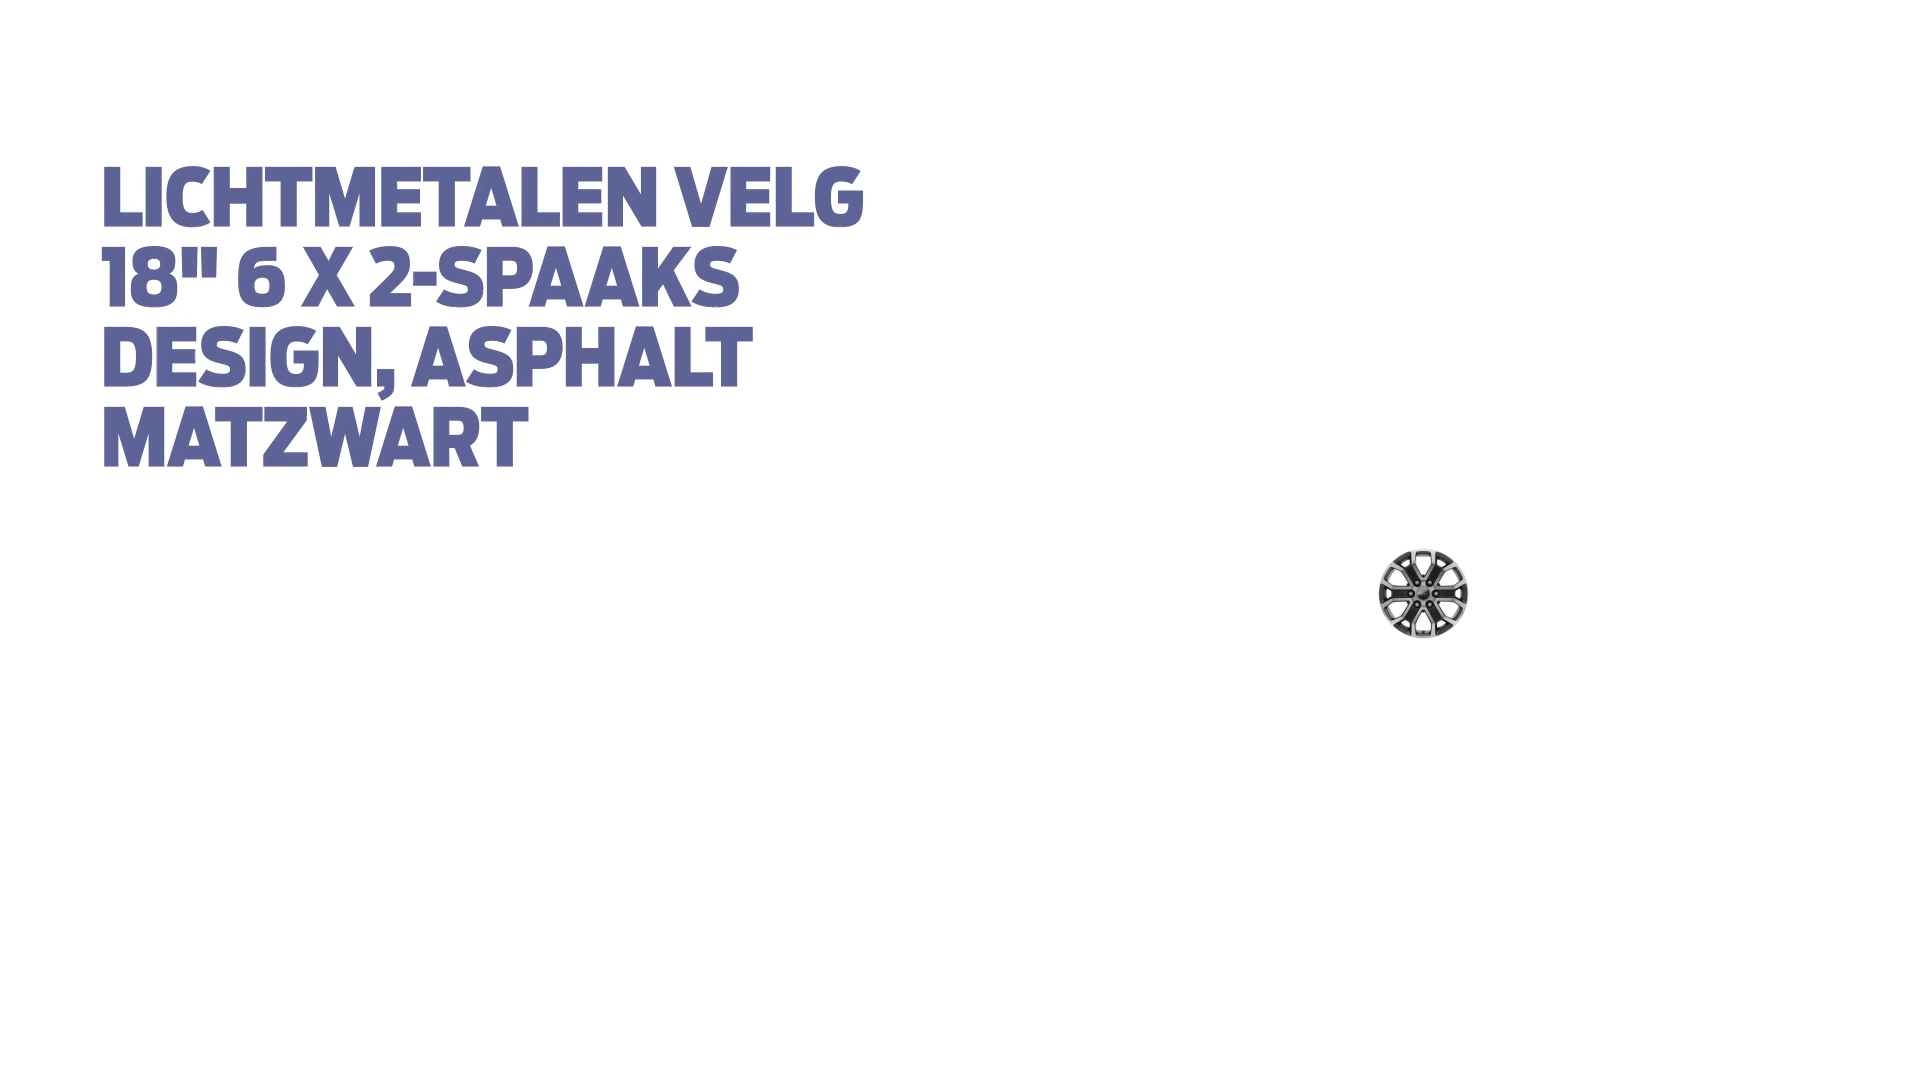 LICHTMETALEN VELG
18" 6 X 2-SPAAKS
DESIGN, ASPHALT
MATZWART